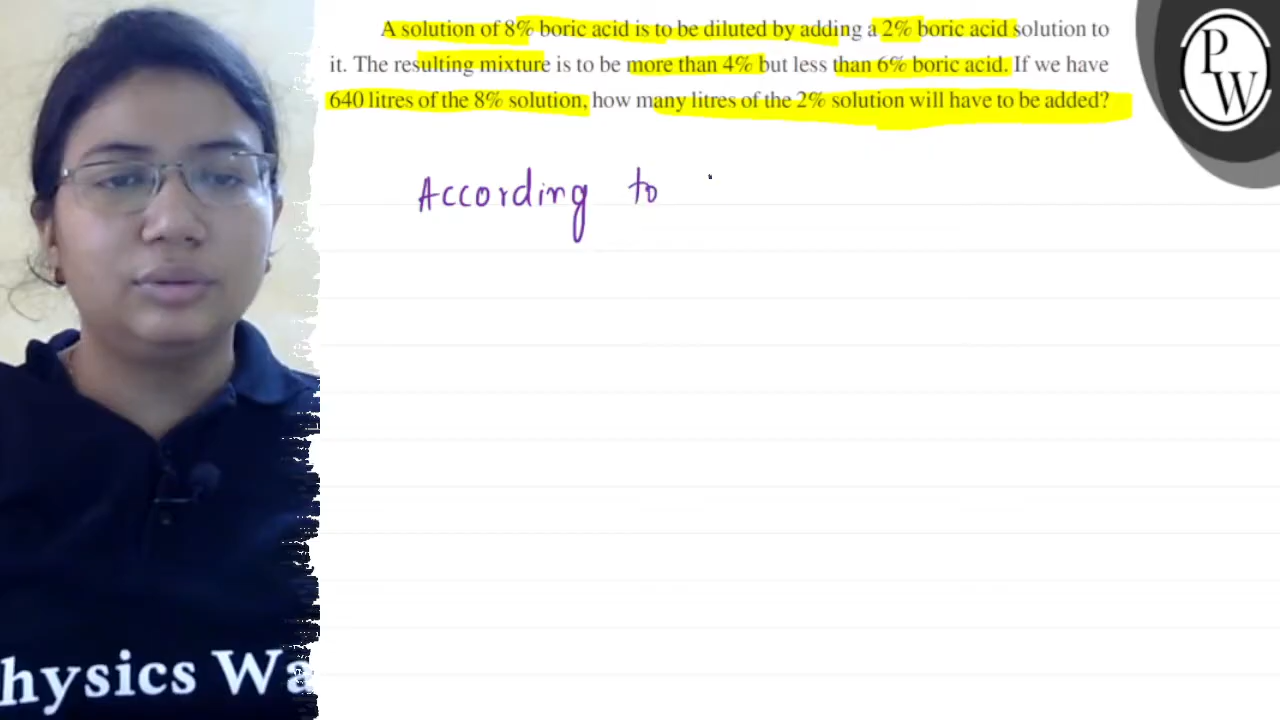 A solution of 8% boric acid is to be diluted by adding a 2% boric acid solution to
it. The resulting mixture is to be more than 4% but less than 6% boric acid. If we have
640 litres of the 8% solution, how many litres of the 2% solution will have to be added?
P
W
According to
hysics Wa